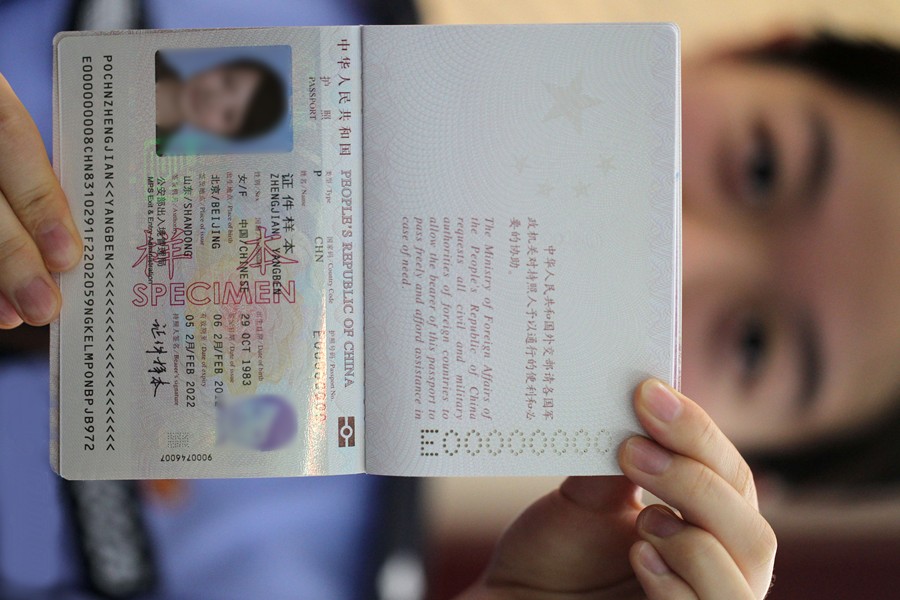 中华人民共和国外交部请各国军
政机关对持照人予以通行的便利和必
要的协助。
The Ministry of Foreign Affairs of
the People's Republic of China
requests all civil and military
authorities of foreign countries to
allow the bearer of this passport to
pass freely and afford assistance in
case of need.
E00000000
中华人民共和国 PEOPLE'S REPUBLIC OF CHINA
护照
PASSPORT
类型 / Type 国家码 / Country Code 护照号码 / Passport No.
P CHN
姓名 / Name
证件样本
ZHENGJIAN, YANGBEN
性别 / Sex 出生日期 / Date of birth
女/F 中国/CHINESE 29 OCT 1983
出生地点 / Place of birth 签发日期 / Date of issue
北京/BEIJING 06 2月/FEB
签发地点 / Place of issue 有效期至 / Date of expiry
山东/SHANDONG 05 2月/FEB 2022
签发机关 / Authority 持照人签名 / Bearer's signature
公安部出入境管理局
MPS Exit & Entry Administration
证件样本
样本
SPECIMEN
9000746007
POCHNZHENGJIAN<<YANGBEN<<<<<<<<<<<<<<<<<<<<<
E000000008CHN8310291F2202059NGKELMPONBPJB972